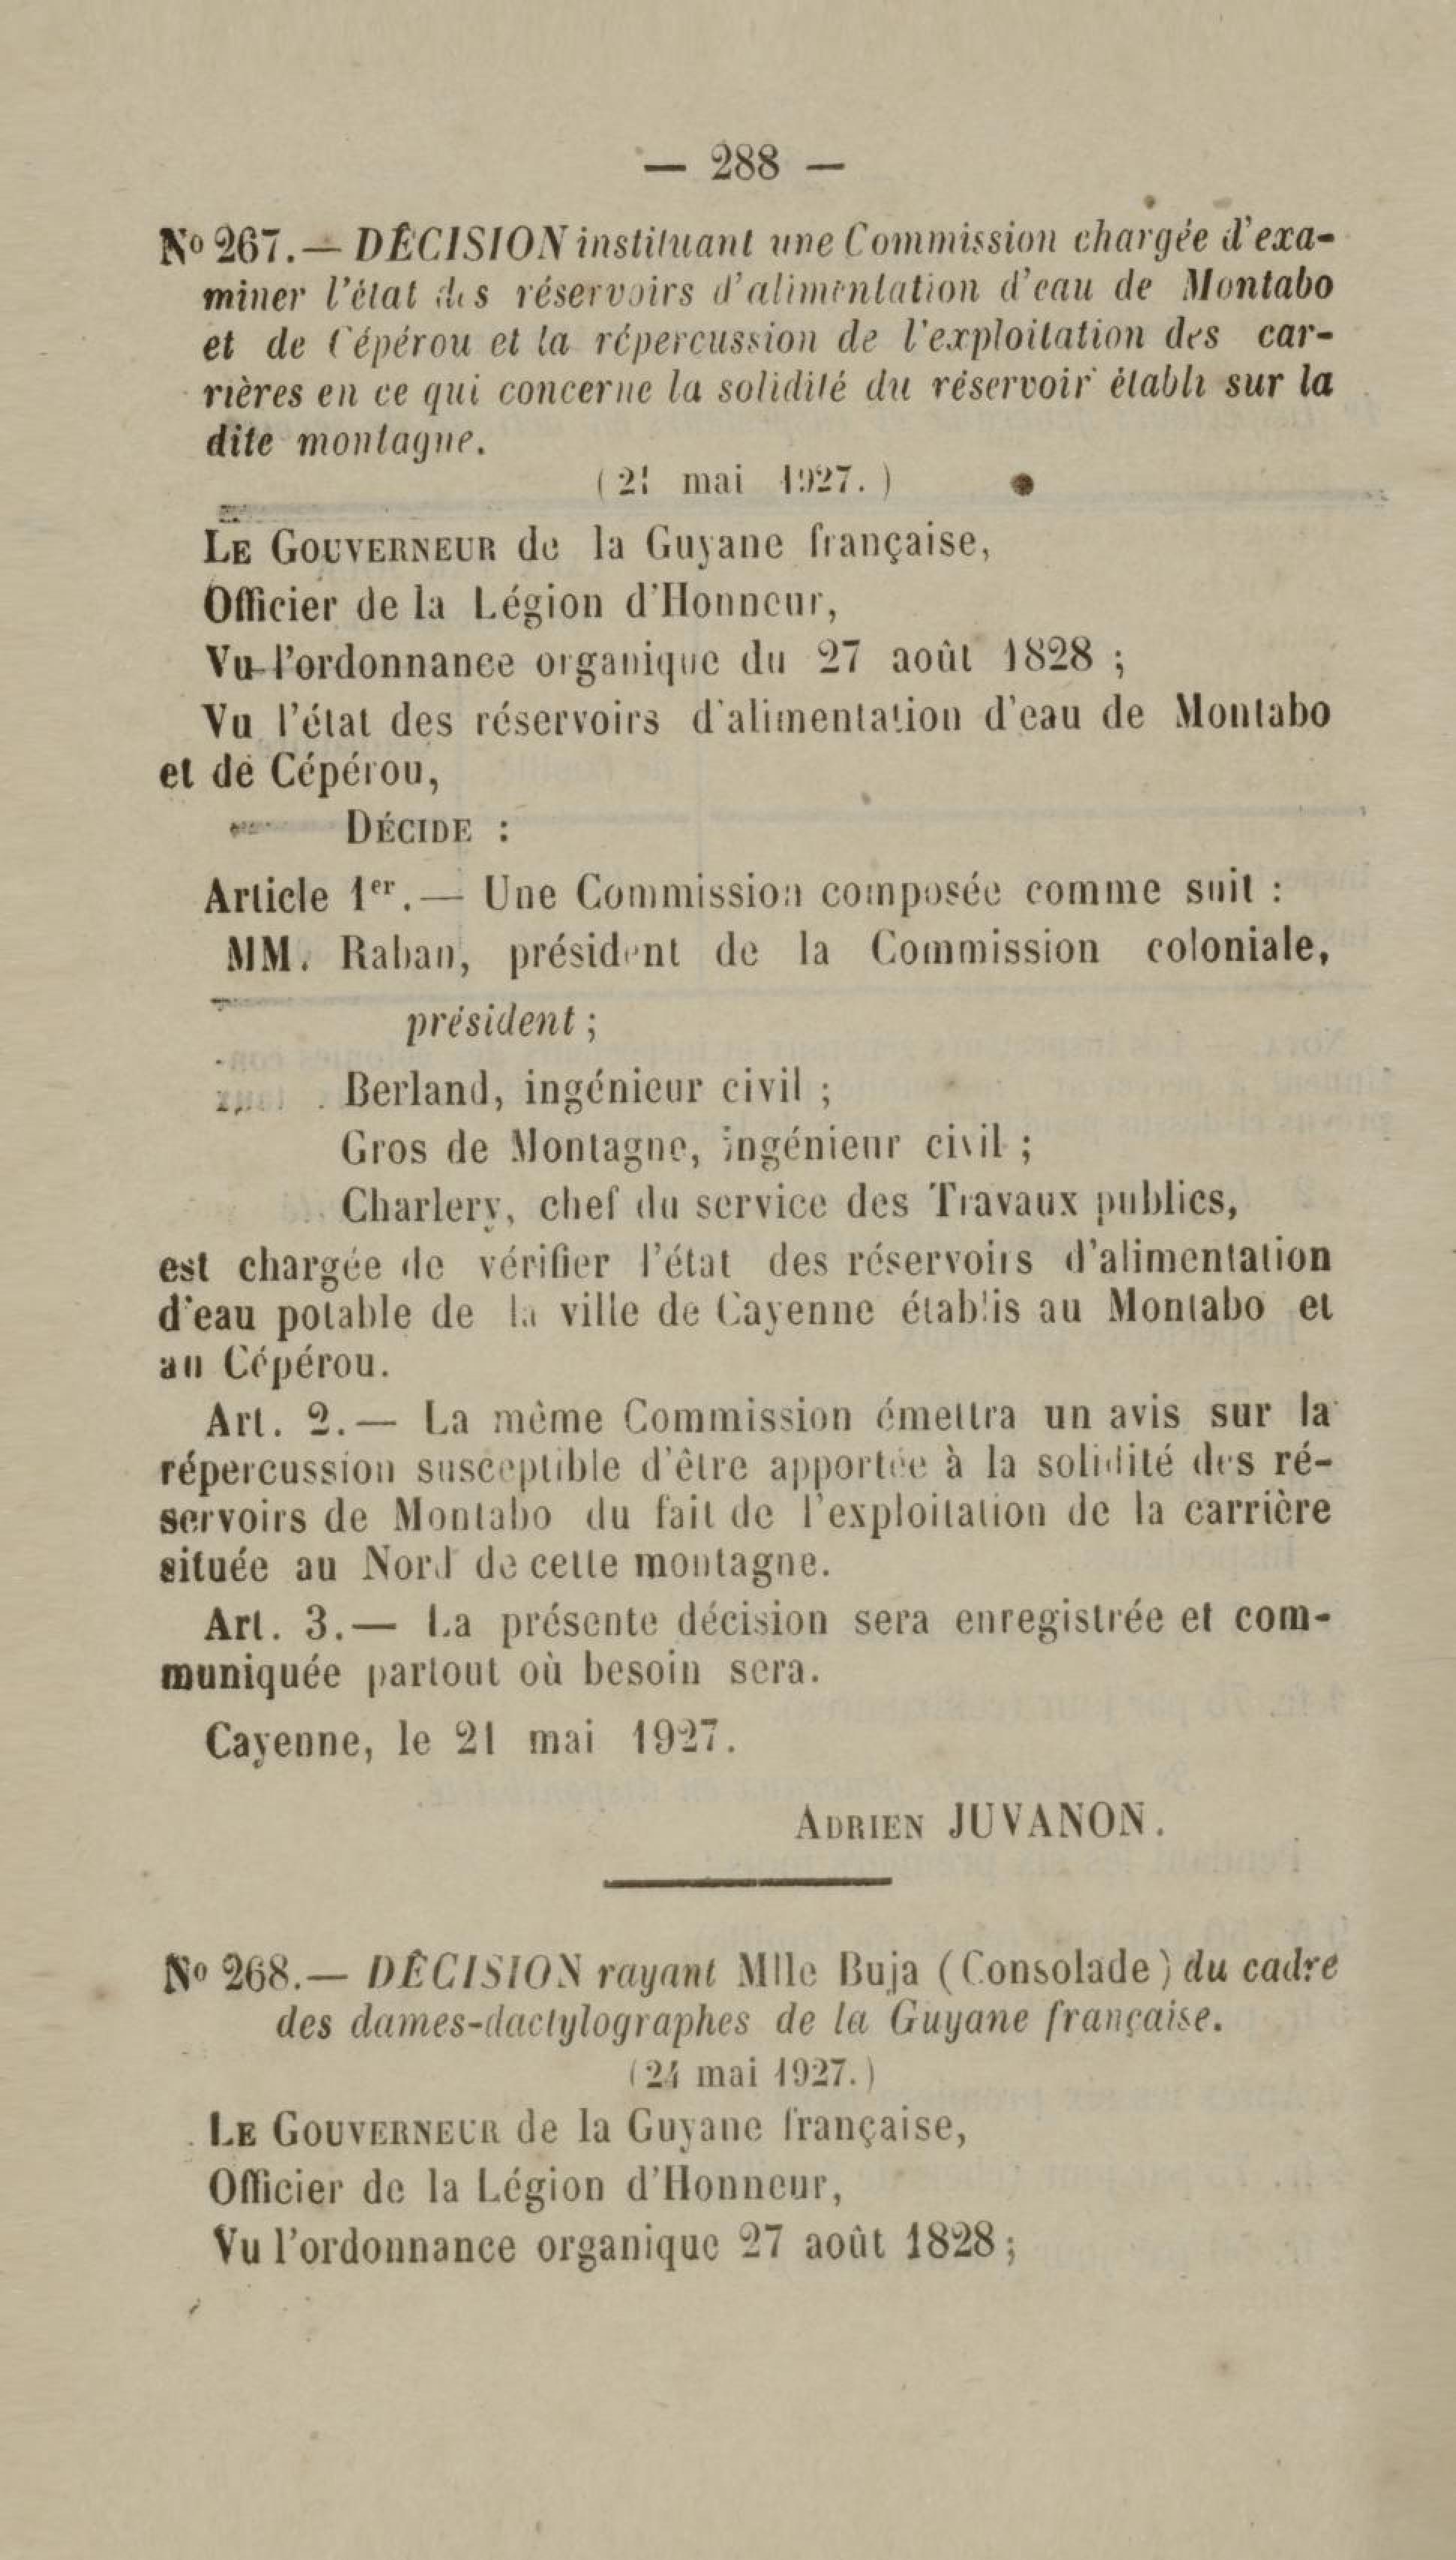 — 288 —
Nº 267.— DÉCISION instituant une Commission chargée d'exa-
miner l'état des réservoirs d'alimentation d'eau de Montabo
et de Cépérou et la répercussion de l'exploitation des car-
rières en ce qui concerne la solidité du réservoir établi sur la
dite montagne.
(21 mai 1927.)
LE GOUVERNEUR de la Guyane française,
Officier de la Légion d'Honneur,
Vu l'ordonnance organique du 27 août 1828 ;
Vu l'état des réservoirs d'alimentation d'eau de Montabo
et de Cépérou,
DÉCIDE :
Article 1er.— Une Commission composée comme suit :
MM. Raban, président de la Commission coloniale,
président ;
Berland, ingénieur civil ;
Gros de Montagne, ingénieur civil ;
Charlery, chef du service des Travaux publics,
est chargée de vérifier l'état des réservoirs d'alimentation
d'eau potable de la ville de Cayenne établis au Montabo et
au Cépérou.
Art. 2.— La même Commission émettra un avis sur la
répercussion susceptible d'être apportée à la solidité des ré-
servoirs de Montabo du fait de l'exploitation de la carrière
située au Nord de cette montagne.
Art. 3.— La présente décision sera enregistrée et com-
muniquée partout où besoin sera.
Cayenne, le 21 mai 1927.
ADRIEN JUVANON.
Nº 268.— DÉCISION rayant Mlle Buja (Consolade) du cadre
des dames-dactylographes de la Guyane française.
(24 mai 1927.)
LE GOUVERNEUR de la Guyane française,
Officier de la Légion d'Honneur,
Vu l'ordonnance organique 27 août 1828 ;